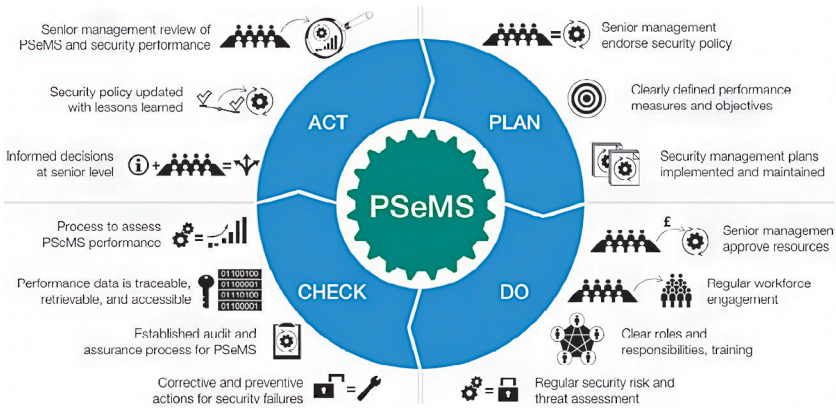 Senior management review of
PSeMS and security performance
Security policy updated
with lessons learned
Informed decisions
at senior level
ACT
Senior management
endorse security policy
Clearly defined performance
measures and objectives
Security management plans
implemented and maintained
PLAN
PSeMS
Process to assess
PSeMS performance
Performance data is traceable,
retrievable, and accessible
01100100
01100001
01110100
01100001
Established audit and
assurance process for PSeMS
Corrective and preventive
actions for security failures
CHECK
DO
£
Senior management
approve resources
Regular workforce
engagement
Clear roles and
responsibilities, training
Regular security risk and
threat assessment